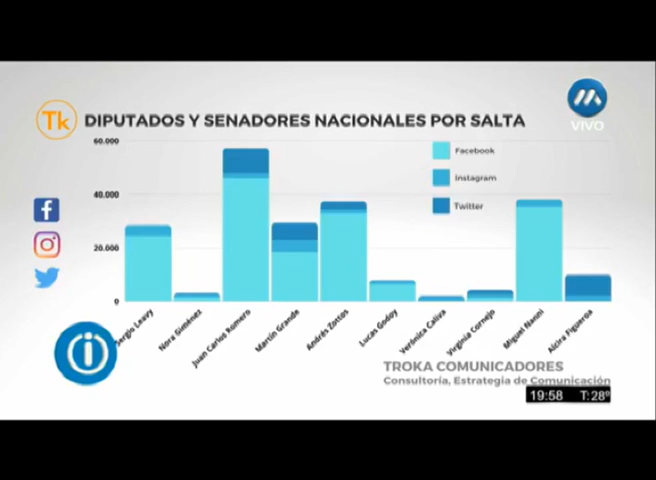 Tk
DIPUTADOS Y SENADORES NACIONALES POR SALTA
VIVO
60.000
40.000
20.000
0
Facebook
Instagram
Twitter
Sergio Leavy
Nora Giménez
Juan Carlos Romero
Martín Grande
Andrés Zottos
Lucas Godoy
Verónica Caliva
Virginia Cornejo
Miguel Nanni
Alcira Figueroa
TROKA COMUNICADORES
Consultoría, Estrategia de Comunicación
19:58 T:28º